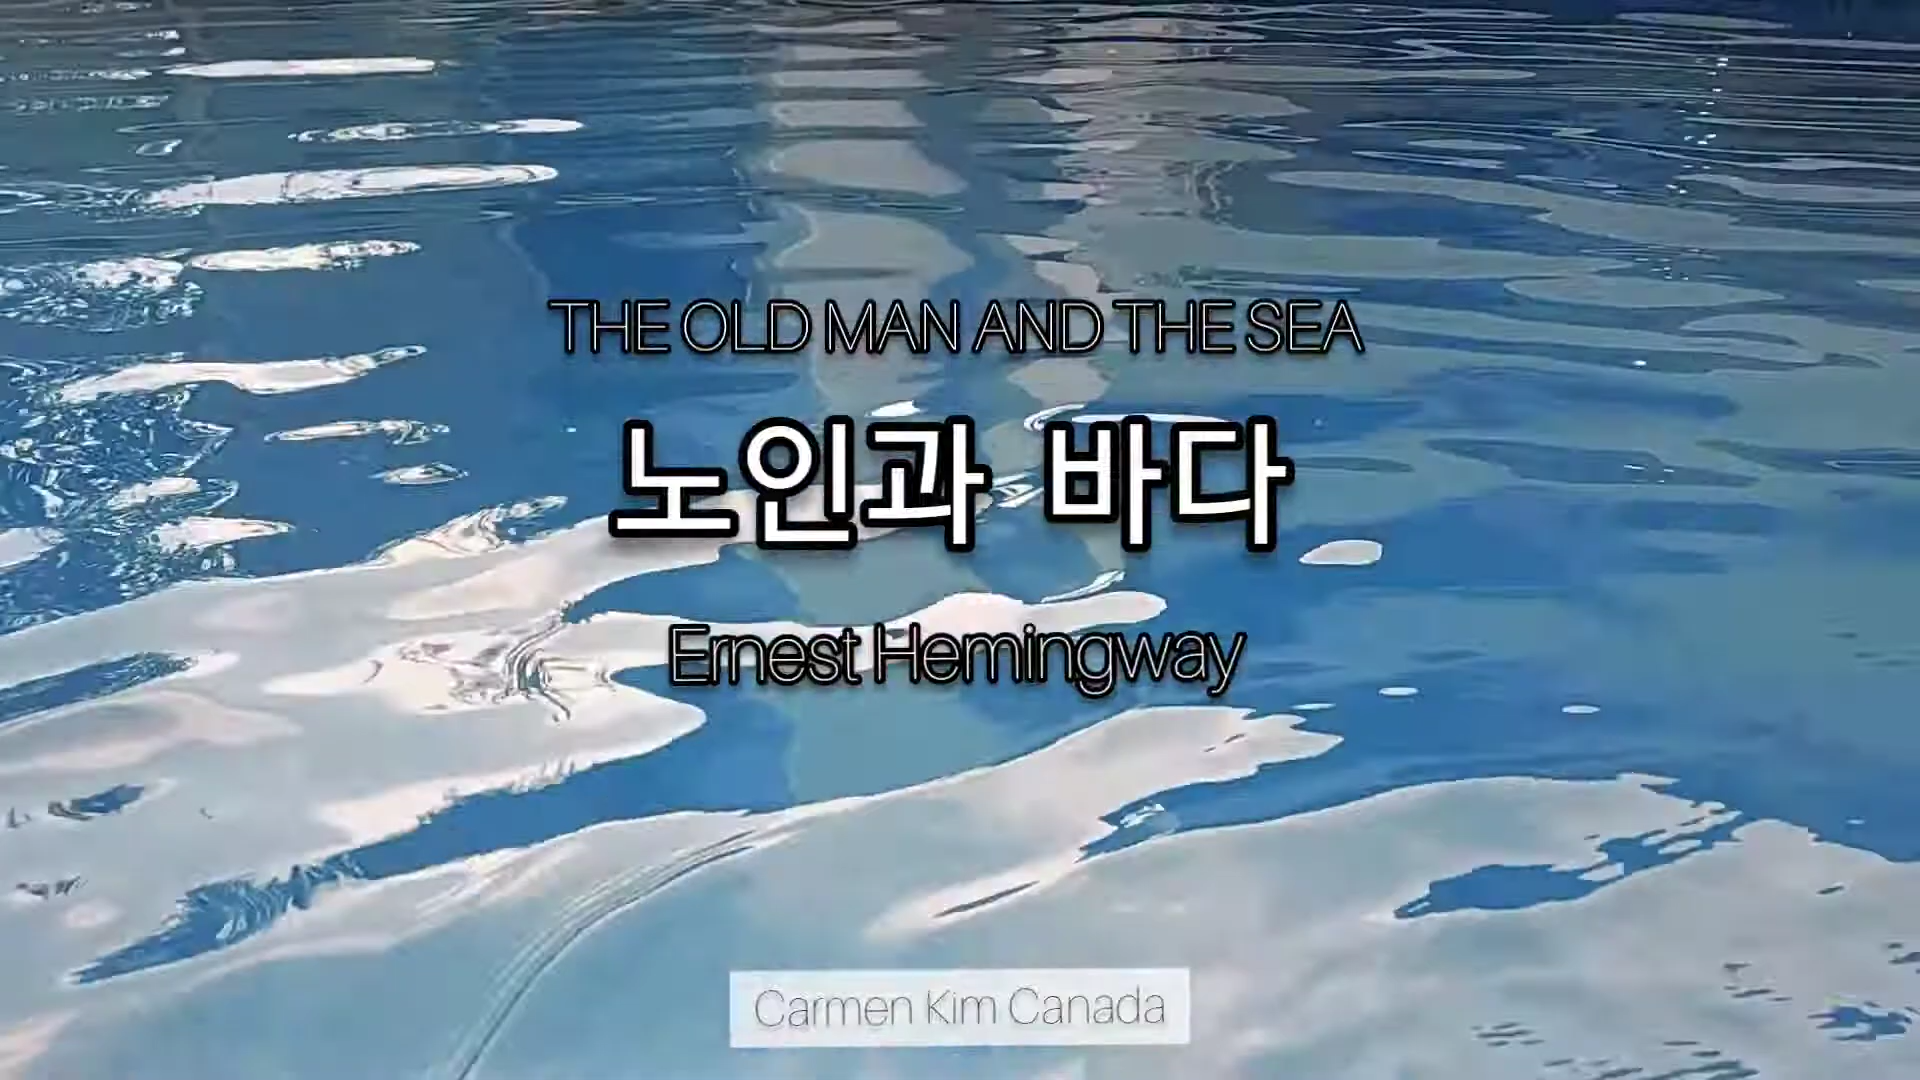 THE OLD MAN AND THE SEA
노인과 바다
Ernest Hemingway
Carmen Kim Canada